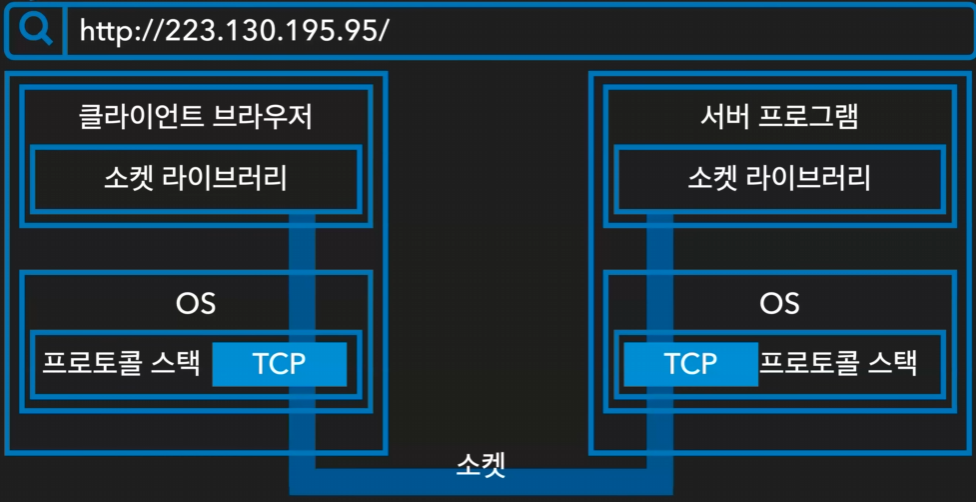 http://223.130.195.95/
클라이언트 브라우저
소켓 라이브러리
OS
프로토콜 스택 TCP
서버 프로그램
소켓 라이브러리
OS
TCP 프로토콜 스택
소켓